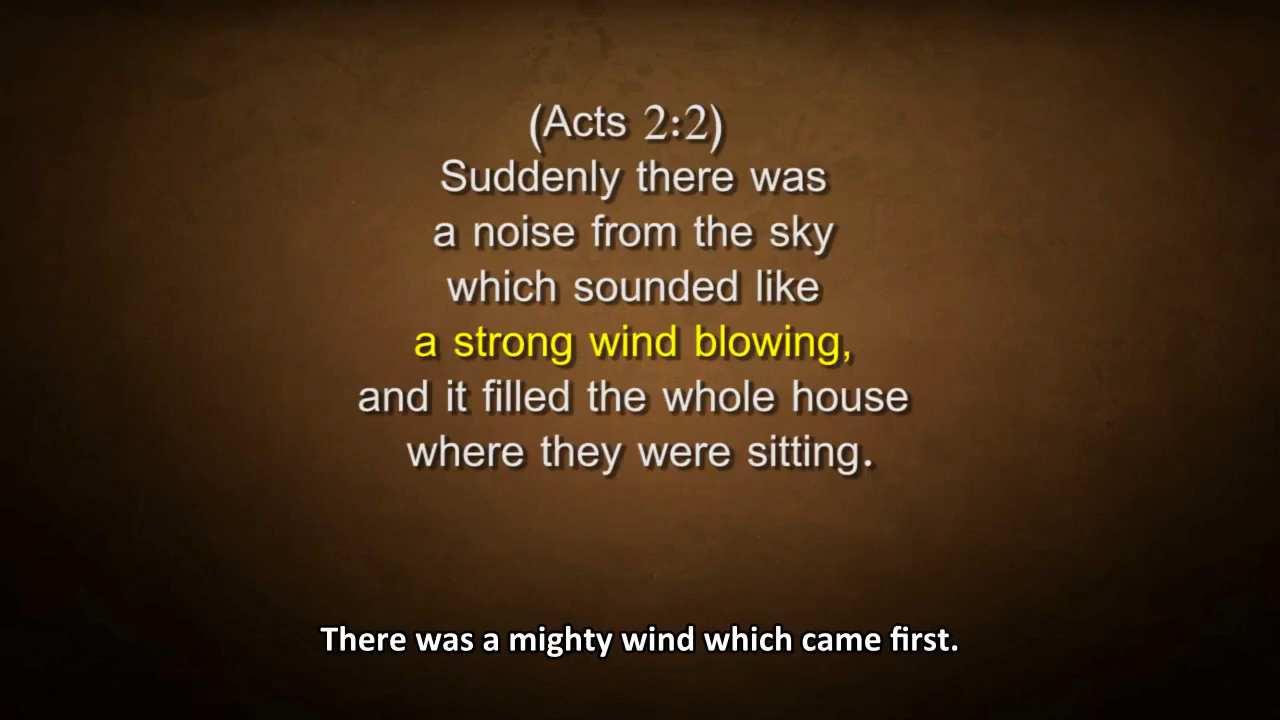 (Acts 2:2)
Suddenly there was
a noise from the sky
which sounded like
a strong wind blowing,
and it filled the whole house
where they were sitting.
There was a mighty wind which came first.